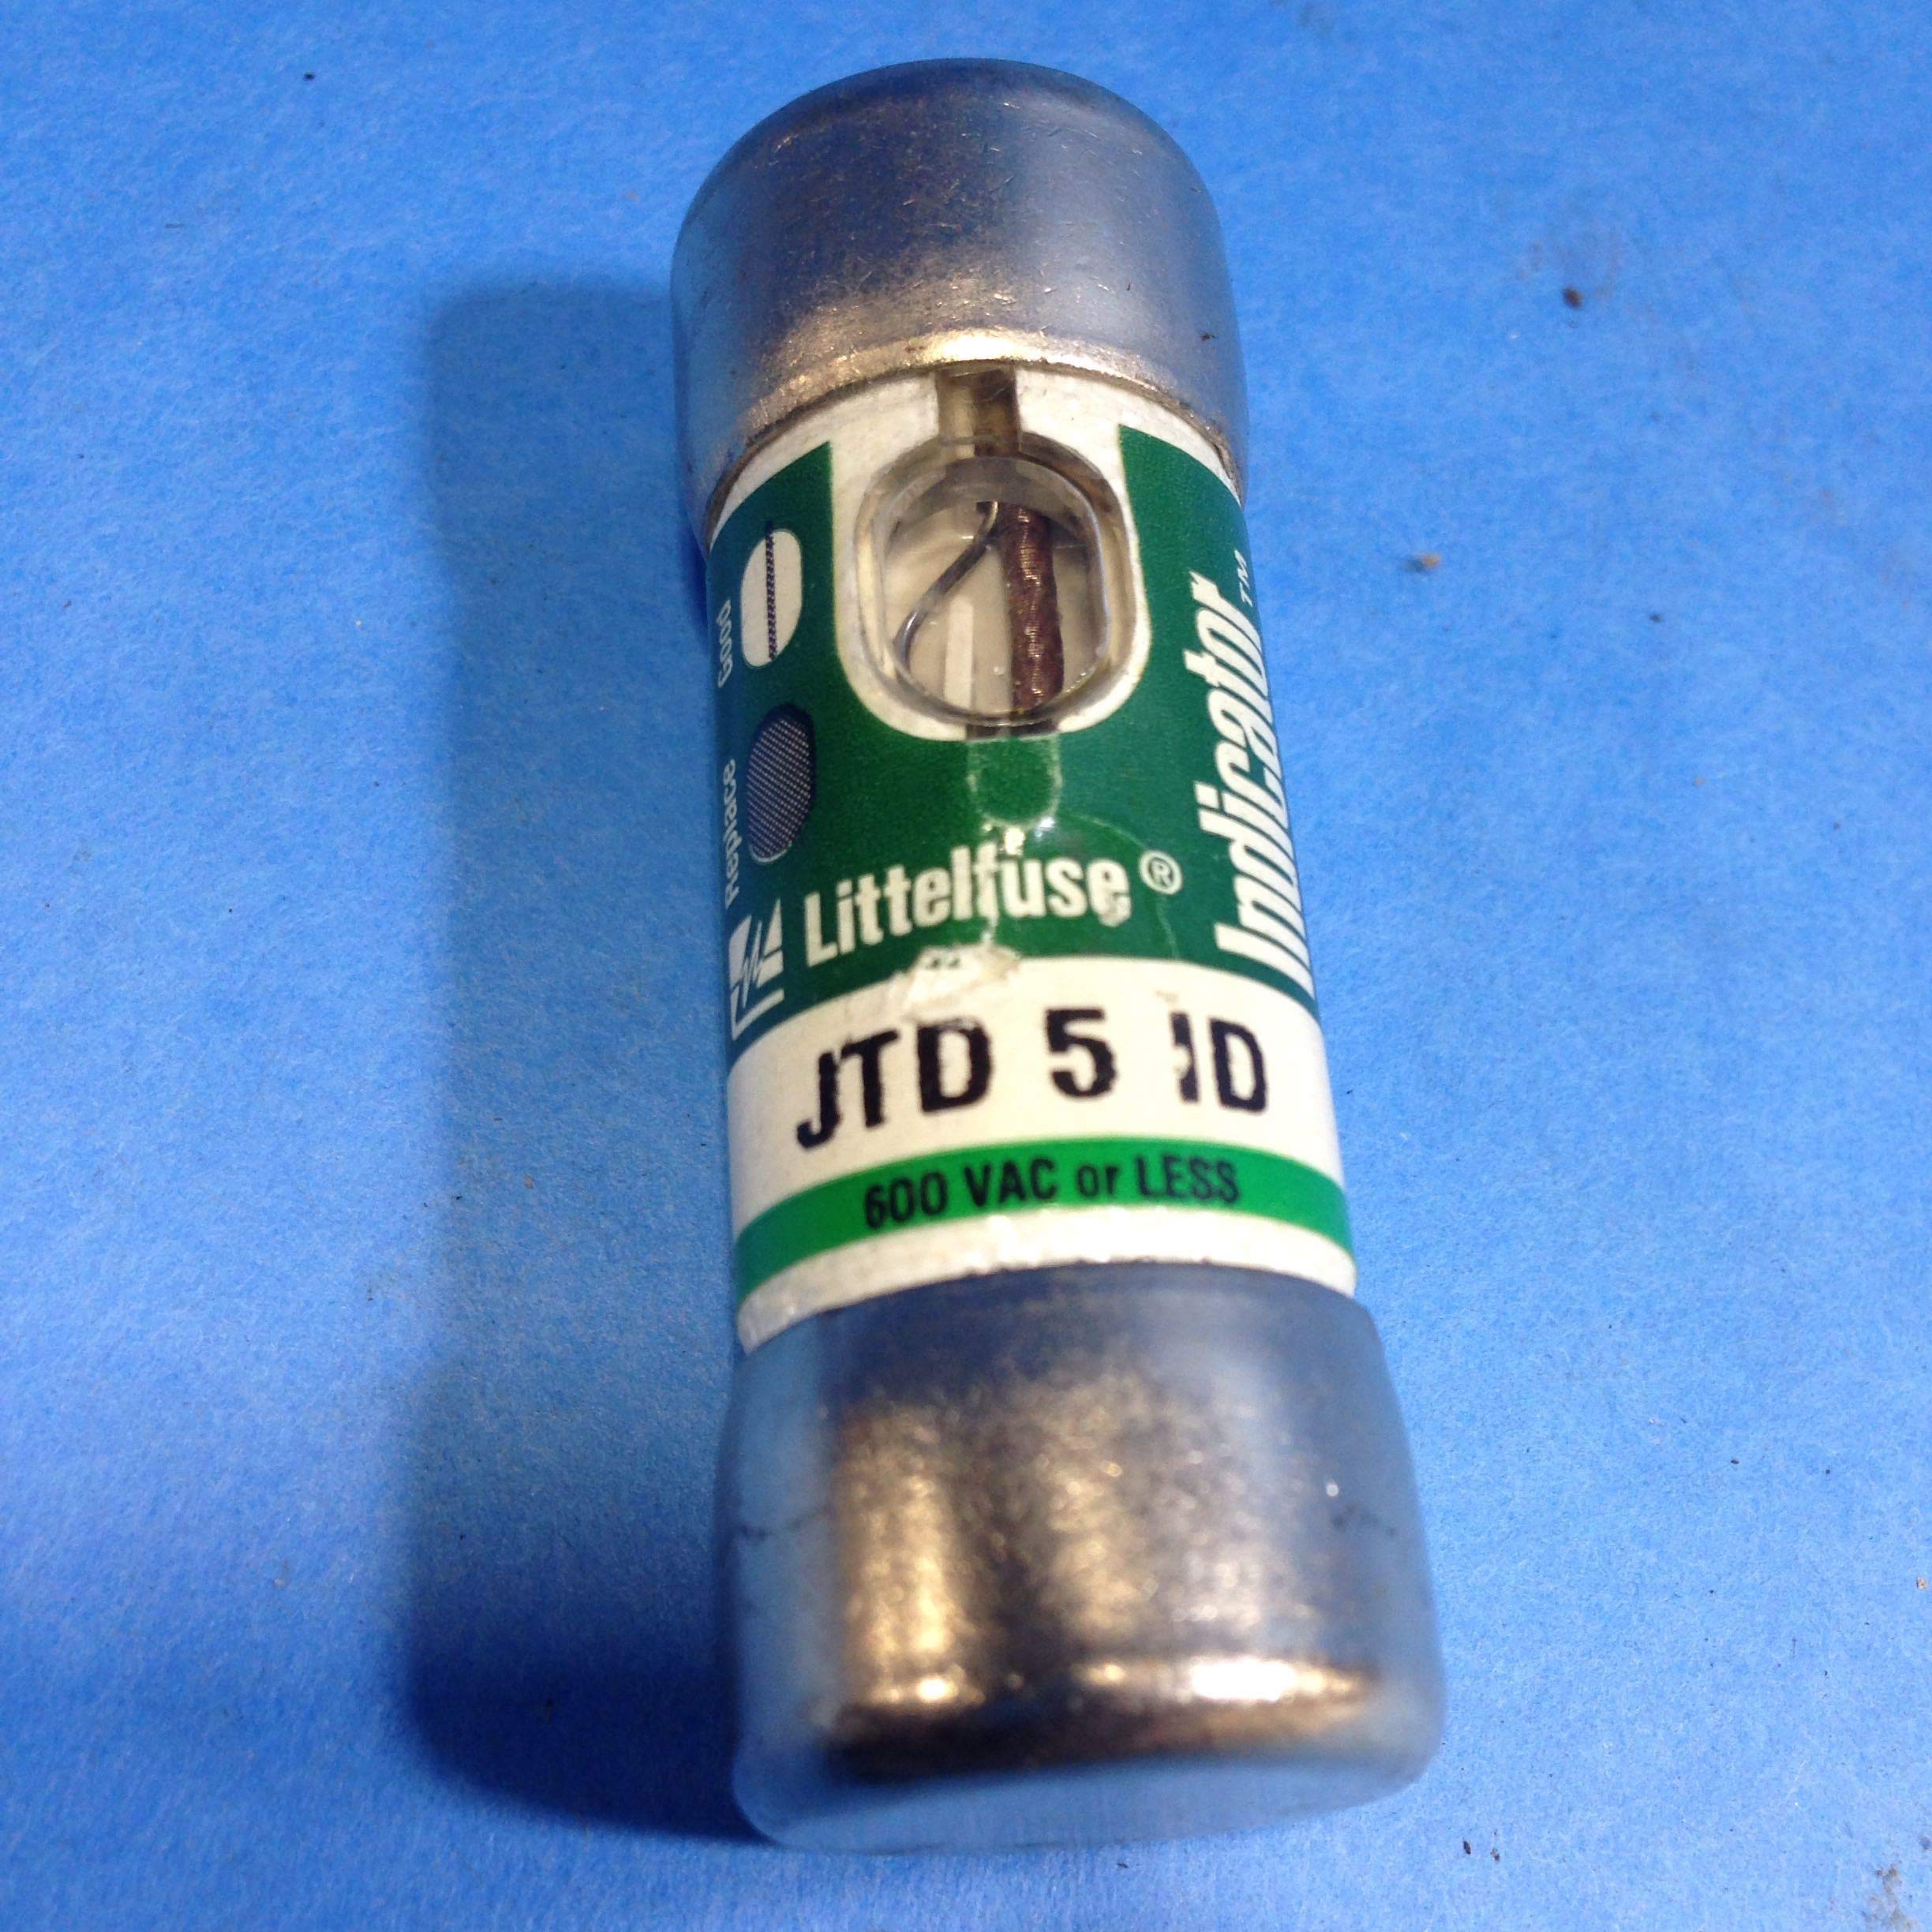 Good
Replace
Littelfuse®
Indicator™
JTD 5 ID
600 VAC or LESS